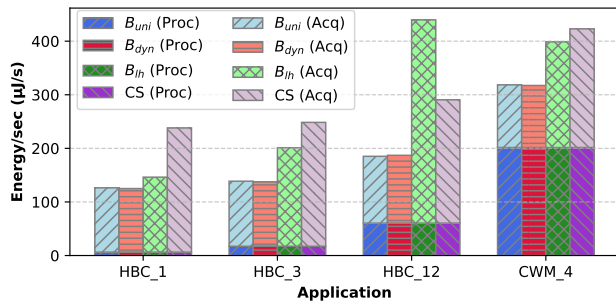 Energy/sec (µJ/s)
400
300
200
100
0
B_uni (Proc)
B_dyn (Proc)
B_lh (Proc)
CS (Proc)
B_uni (Acq)
B_dyn (Acq)
B_lh (Acq)
CS (Acq)
HBC_1
HBC_3
HBC_12
CWM_4
Application